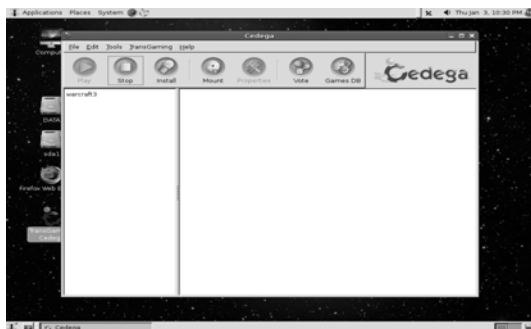 Applications Places System Thu Jan 3, 10:30 PM
Cedega
File Edit Tools TransGaming Help
Play Stop Install Mount Properties Vote Games DB
Cedega
warcraft3
DATA
sda1
Firefox Web
Cedega